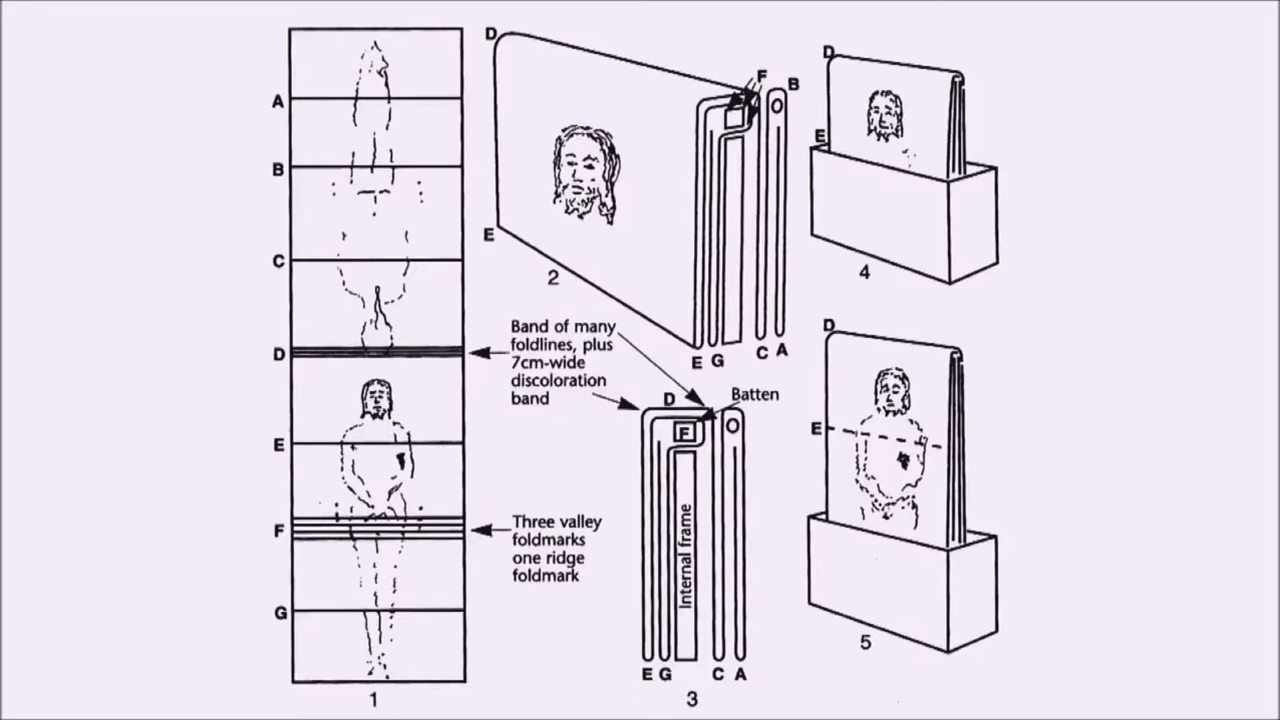 A
B
C
D
E
F
G
1
D
E
F
B
E
G
C
A
2
Band of many
foldlines, plus
7cm-wide
discoloration
band
Three valley
foldmarks
one ridge
foldmark
D
Batten
F
Internal frame
E
G
C
A
3
D
E
4
D
E
5